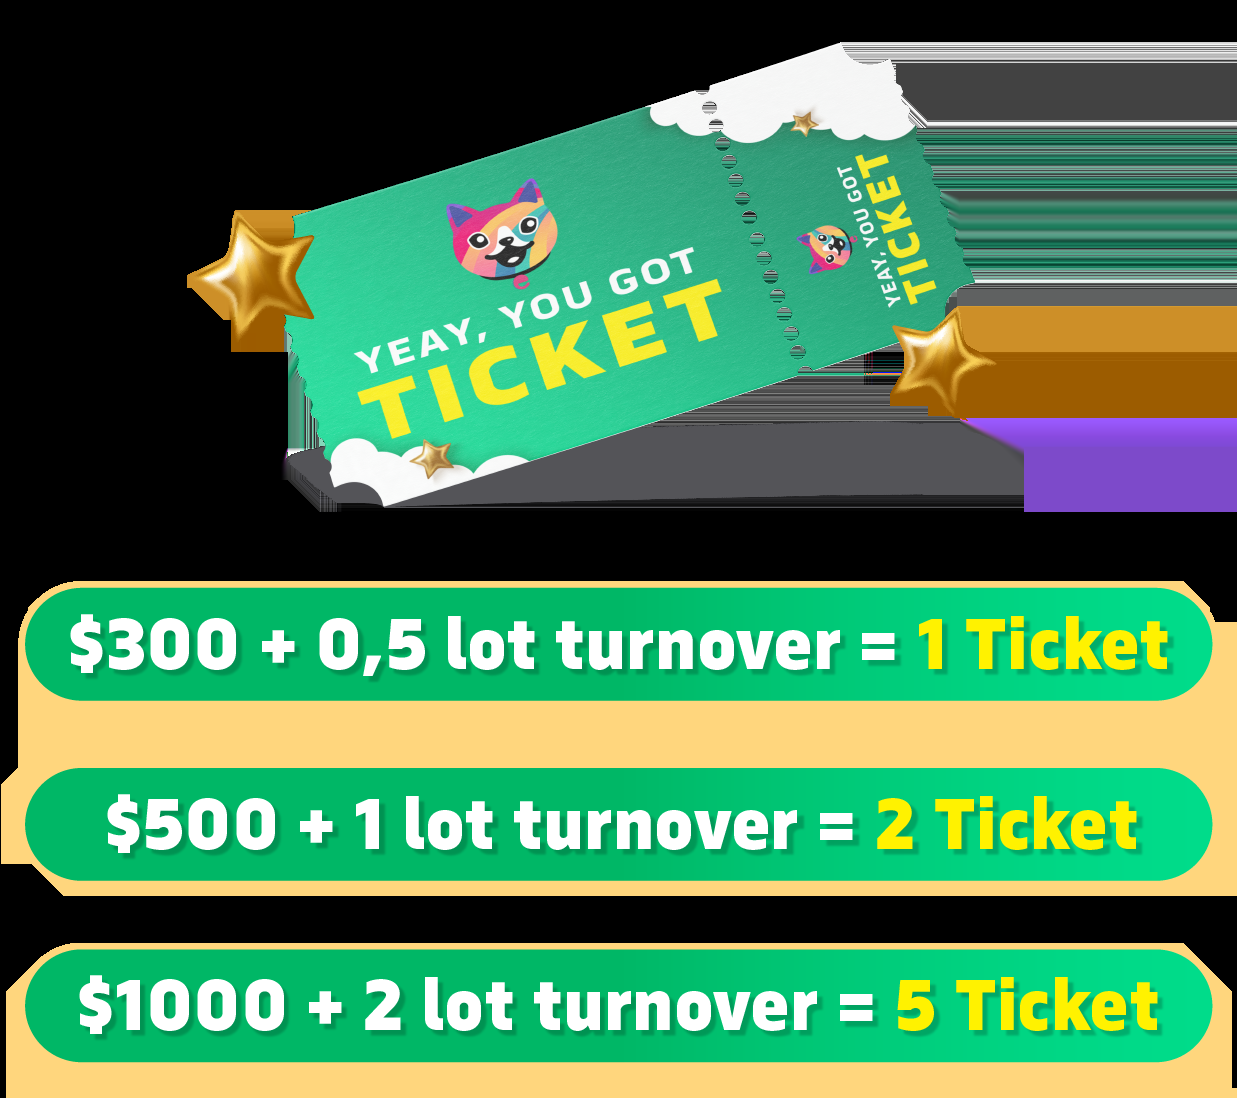 YEAY, YOU GOT
TICKET
YEAY, YOU GOT
TICKET
$300 + 0,5 lot turnover = 1 Ticket
$500 + 1 lot turnover = 2 Ticket
$1000 + 2 lot turnover = 5 Ticket